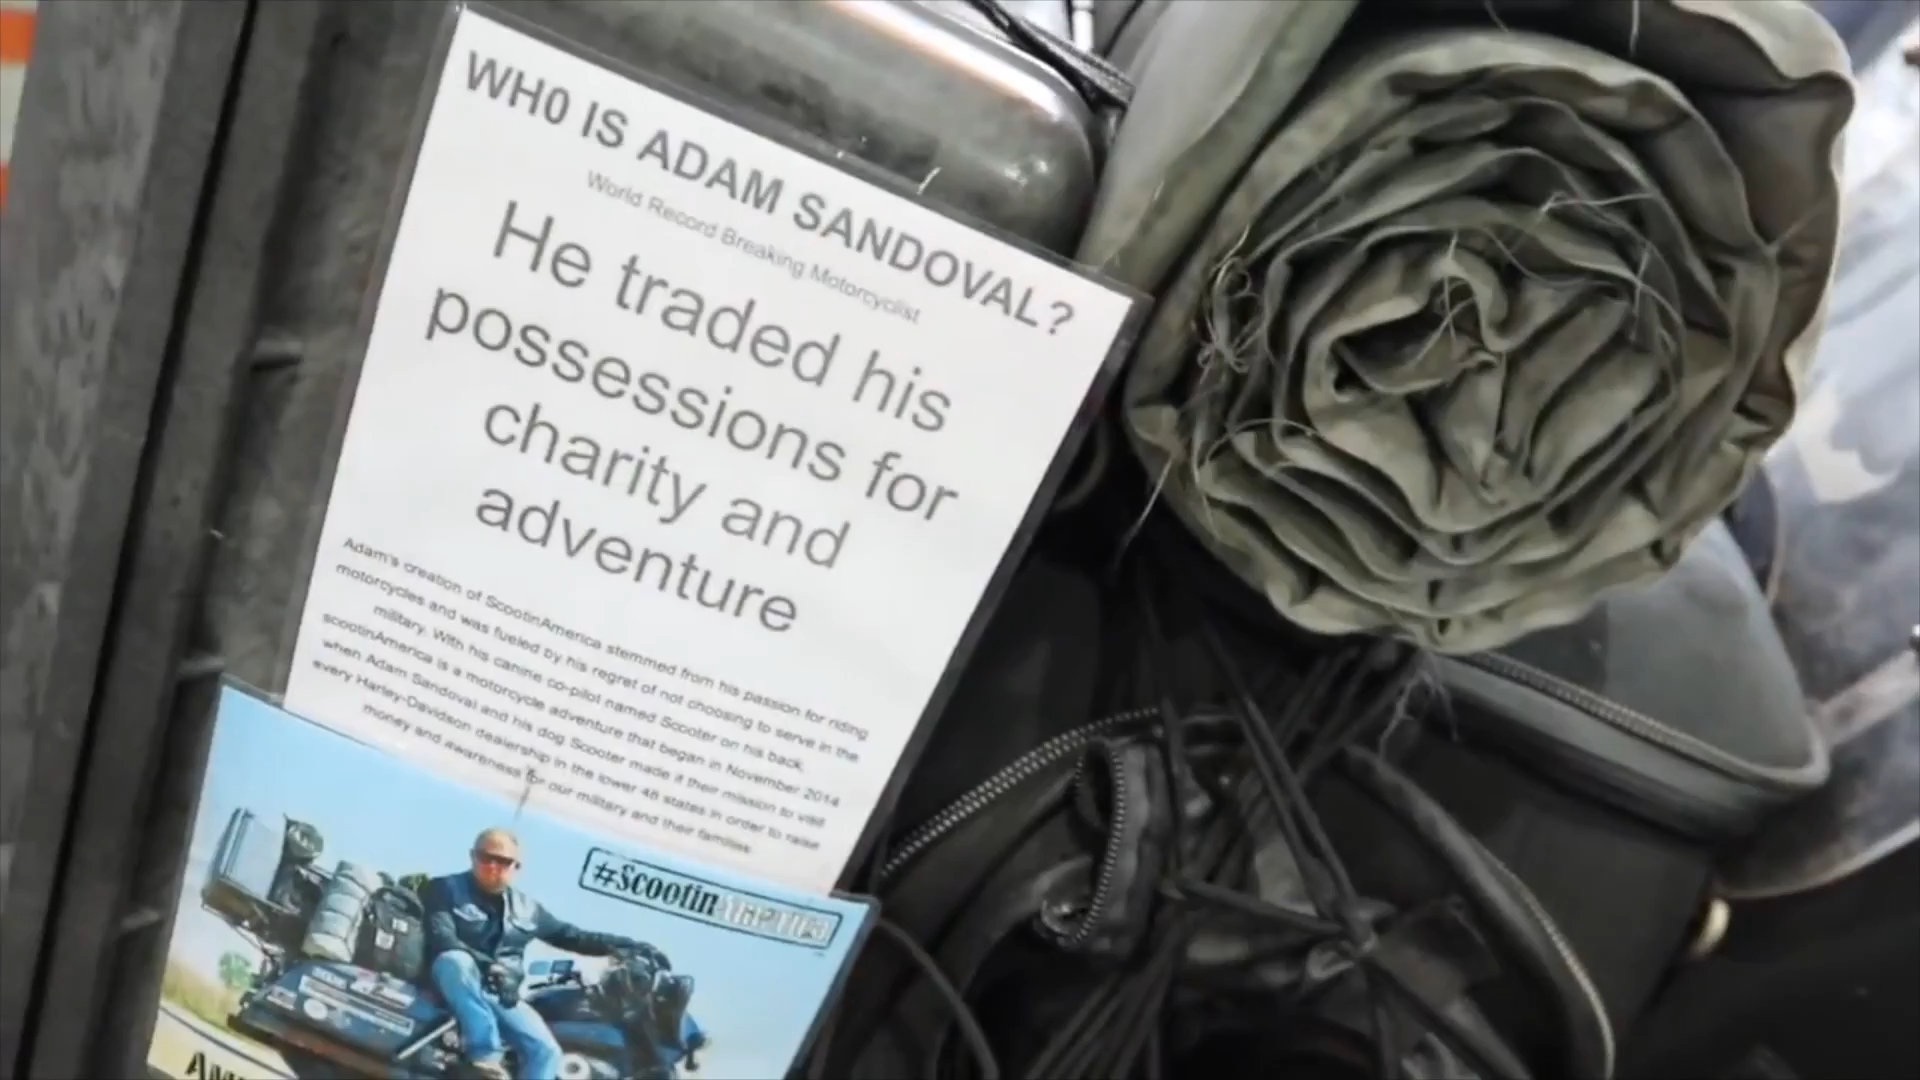 WH0 IS ADAM SANDOVAL?
World Record Breaking Motorcyclist
He traded his
possessions for
charity and
adventure
Adam's creation of ScootinAmerica stemmed from his passion for riding
motorcycles and was fueled by his regret of not choosing to serve in the
military. With his canine co-pilot named Scooter on his back,
scootinAmerica is a motorcycle adventure that began in November 2014
when Adam Sandoval and his dog Scooter made it their mission to visit
every Harley-Davidson dealership in the lower 48 states in order to raise
money and awareness for our military and their families.
#Scootin